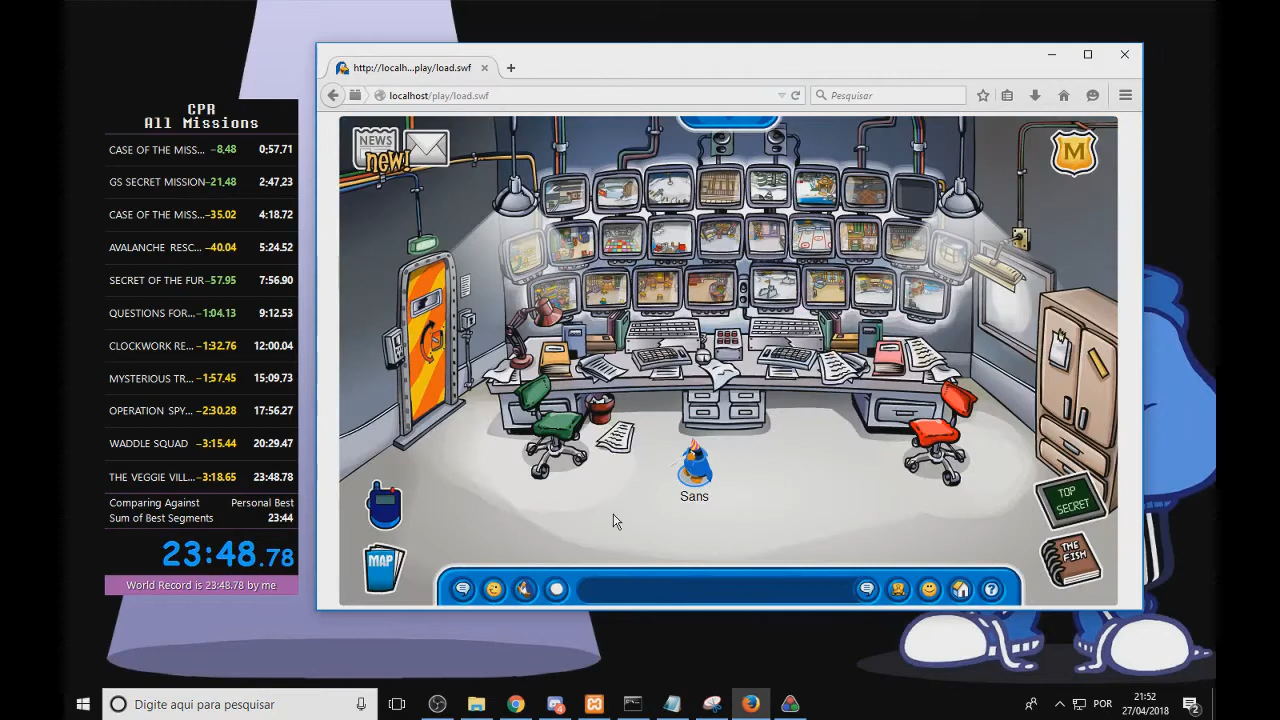 CPR
All Missions
CASE OF THE MISS... -8,48 0:57,71
GS SECRET MISSION -21,48 2:47,23
CASE OF THE MISS... -35.02 4:18.72
AVALANCHE RESC... -40.04 5:24.52
SECRET OF THE FUR -57.95 7:56.90
QUESTIONS FOR... -1:04.13 9:12.53
CLOCKWORK RE... -1:32.76 12:00.04
MYSTERIOUS TR... -1:57.45 15:09.73
OPERATION SPY... -2:30.28 17:56.27
WADDLE SQUAD -3:15.44 20:29.47
THE VEGGIE VILL... -3:18.65 23:48.78
Comparing Against Personal Best
Sum of Best Segments 23:44
23:48.78
World Record is 23:48.78 by me
http://localh...play/load.swf
localhost/play/load.swf
Pesquisar
NEWS
new!
M
Sans
MAP
TOP
SECRET
THE
FISH
Digite aqui para pesquisar
POR
21:52
27/04/2018